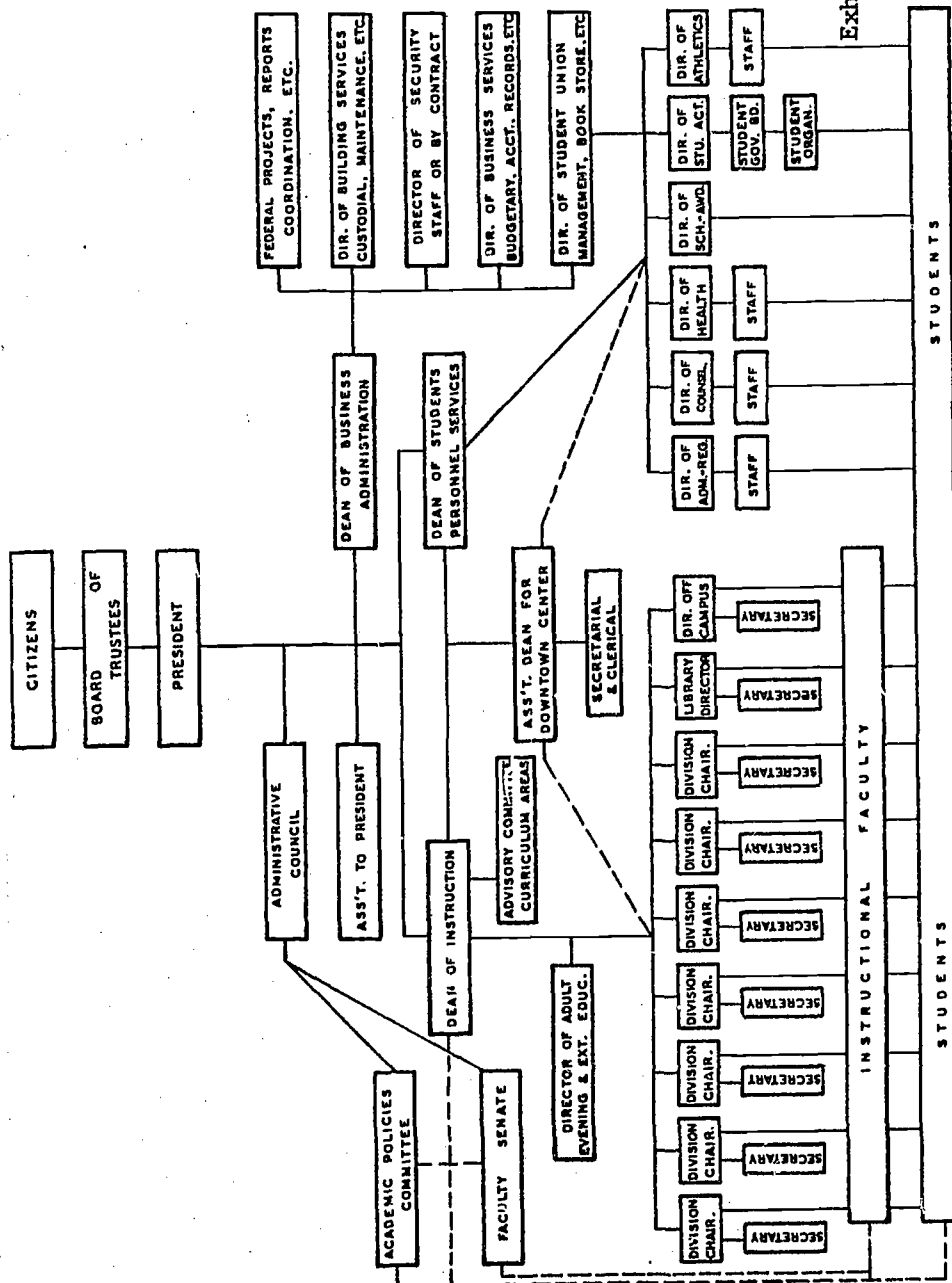 CITIZENS
BOARD OF
TRUSTEES
PRESIDENT
ADMINISTRATIVE
COUNCIL
ASS'T. TO PRESIDENT
DEAN OF BUSINESS
ADMINISTRATION
FEDERAL PROJECTS, REPORTS
COORDINATION, ETC.
DIR. OF BUILDING SERVICES
CUSTODIAL, MAINTENANCE, ETC.
DIRECTOR OF SECURITY
STAFF OR BY CONTRACT
DIR. OF BUSINESS SERVICES
BUDGETARY, ACCT., RECORDS, ETC
DIR. OF STUDENT UNION
MANAGEMENT, BOOK STORE, ETC
ACADEMIC POLICIES
COMMITTEE
FACULTY SENATE
DEAN OF INSTRUCTION
ADVISORY
CURRICULUM AREAS
DEAN OF STUDENTS
PERSONNEL SERVICES
ASS'T. DEAN FOR
DOWNTOWN CENTER
SECRETARIAL
& CLERICAL
DIRECTOR OF ADULT
EVENING & EXT. EDUC.
DIVISION
CHAIR.
SECRETARY
DIVISION
CHAIR.
SECRETARY
DIVISION
CHAIR.
SECRETARY
DIVISION
CHAIR.
SECRETARY
DIVISION
CHAIR.
SECRETARY
DIVISION
CHAIR.
SECRETARY
DIVISION
CHAIR.
SECRETARY
LIBRARY
DIRECTOR
SECRETARY
DIR. OFF
CAMPUS
SECRETARY
DIR. OF
ADM.-REG.
STAFF
DIR. OF
COUNSEL.
STAFF
DIR. OF
HEALTH
STAFF
DIR. OF
SCH.-AWD.
DIR. OF
STU. ACT.
STUDENT
GOV. BD.
STUDENT
ORGAN.
DIR. OF
ATHLETICS
STAFF
Exh
INSTRUCTIONAL FACULTY
STUDENTS
STUDENTS